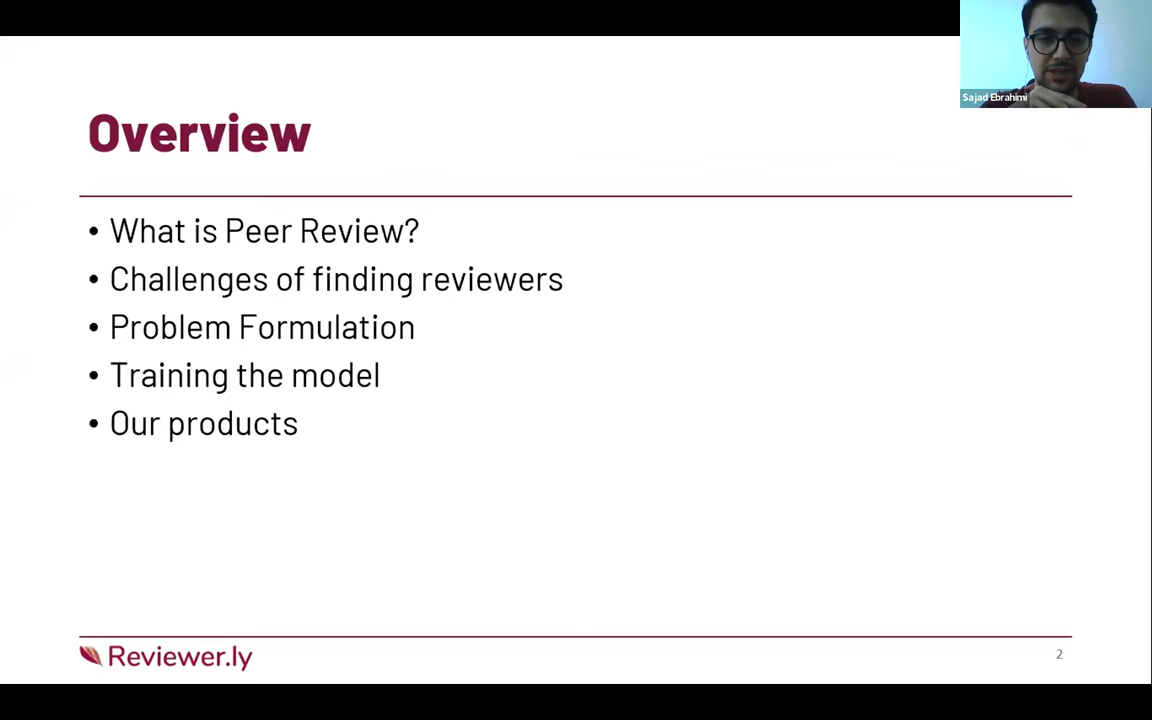 Sajad Ebrahimi
Overview
• What is Peer Review?
• Challenges of finding reviewers
• Problem Formulation
• Training the model
• Our products
Reviewer.ly
2